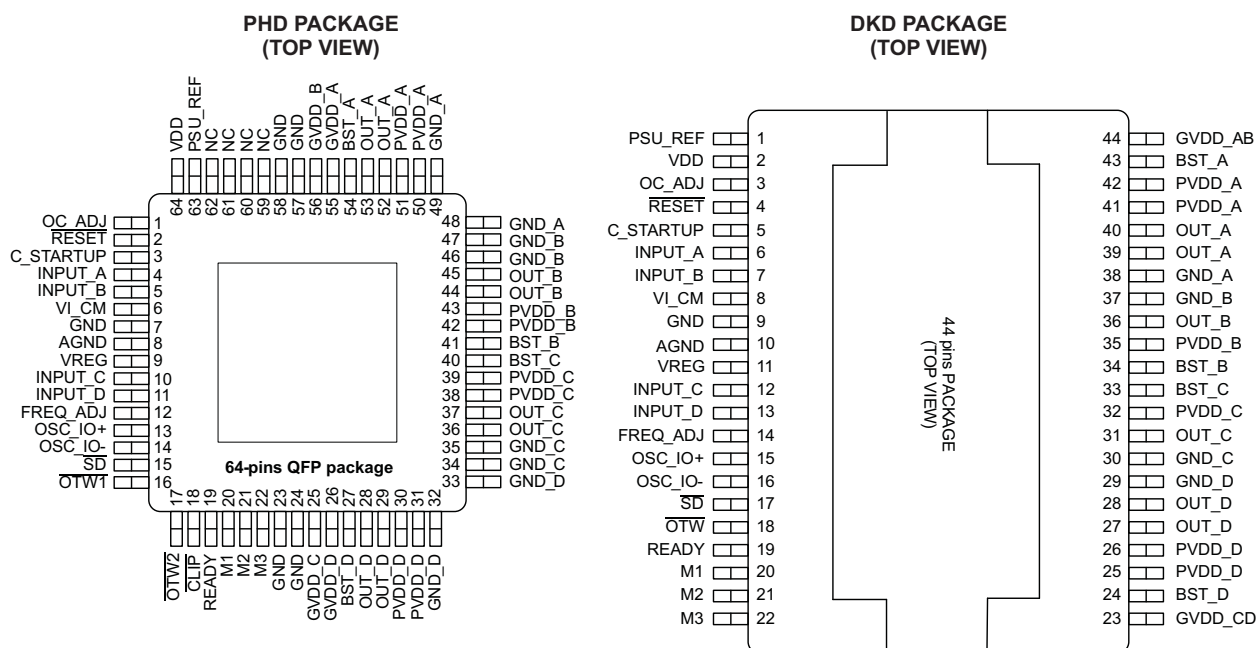 PHD PACKAGE
(TOP VIEW)
VDD
PSU_REF
NC
NC
NC
NC
GND
GND
GVDD_B
GVDD_A
BST_A
OUT_A
OUT_A
PVDD_A
PVDD_A
GND_A
64
63
62
61
60
59
58
57
56
55
54
53
52
51
50
49
OC_ADJ 1
RESET 2
C_STARTUP 3
INPUT_A 4
INPUT_B 5
VI_CM 6
GND 7
AGND 8
VREG 9
INPUT_C 10
INPUT_D 11
FREQ_ADJ 12
OSC_IO+ 13
OSC_IO- 14
SD 15
OTW1 16
48 GND_A
47 GND_B
46 GND_B
45 OUT_B
44 OUT_B
43 PVDD_B
42 PVDD_B
41 BST_B
40 BST_C
39 PVDD_C
38 PVDD_C
37 OUT_C
36 OUT_C
35 GND_C
34 GND_C
33 GND_D
64-pins QFP package
17
18
19
20
21
22
23
24
25
26
27
28
29
30
31
32
OTW2
CLIP
READY
M1
M2
M3
GND
GND
GVDD_C
GVDD_D
BST_D
OUT_D
OUT_D
PVDD_D
PVDD_D
GND_D
DKD PACKAGE
(TOP VIEW)
PSU_REF 1
VDD 2
OC_ADJ 3
RESET 4
C_STARTUP 5
INPUT_A 6
INPUT_B 7
VI_CM 8
GND 9
AGND 10
VREG 11
INPUT_C 12
INPUT_D 13
FREQ_ADJ 14
OSC_IO+ 15
OSC_IO- 16
SD 17
OTW 18
READY 19
M1 20
M2 21
M3 22
44 pins PACKAGE
(TOP VIEW)
44 GVDD_AB
43 BST_A
42 PVDD_A
41 PVDD_A
40 OUT_A
39 OUT_A
38 GND_A
37 GND_B
36 OUT_B
35 PVDD_B
34 BST_B
33 BST_C
32 PVDD_C
31 OUT_C
30 GND_C
29 GND_D
28 OUT_D
27 OUT_D
26 PVDD_D
25 PVDD_D
24 BST_D
23 GVDD_CD